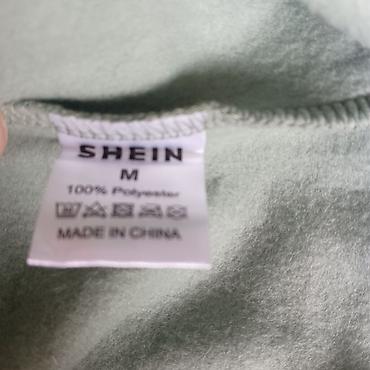 SHEIN
M
100% Polyester
MADE IN CHINA